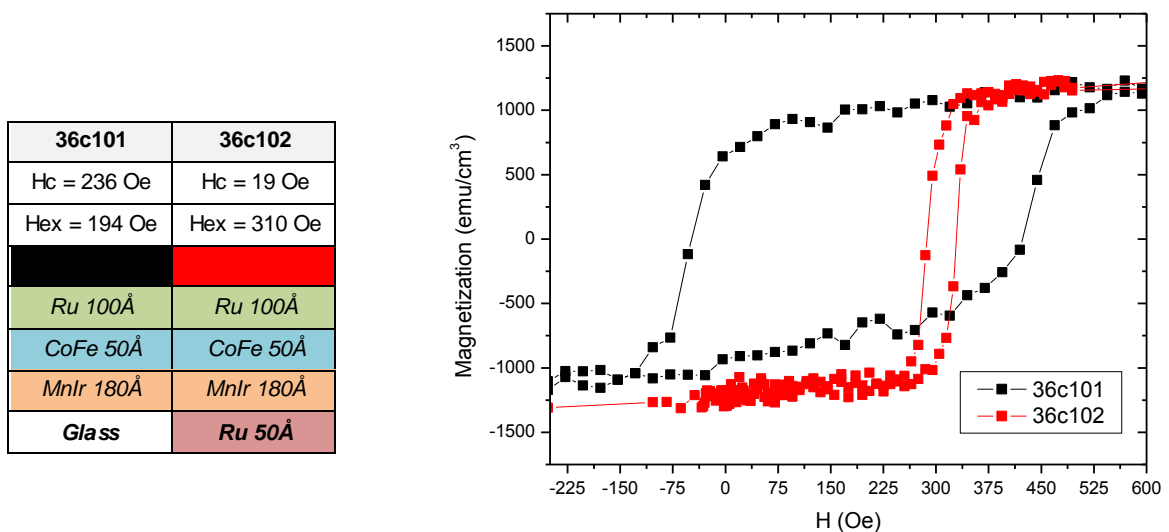 36c101 36c102
Hc = 236 Oe Hc = 19 Oe
Hex = 194 Oe Hex = 310 Oe
Ru 100Å Ru 100Å
CoFe 50Å CoFe 50Å
MnIr 180Å MnIr 180Å
Glass Ru 50Å
Magnetization (emu/cm³)
1500
1000
500
0
-500
-1000
-1500
36c101
36c102
-225 -150 -75 0 75 150 225 300 375 450 525 600
H (Oe)